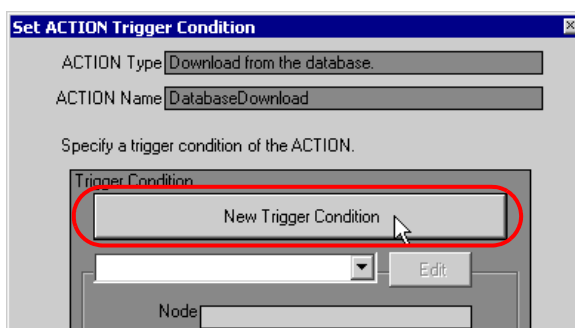 Set ACTION Trigger Condition
ACTION Type Download from the database.
ACTION Name DatabaseDownload
Specify a trigger condition of the ACTION.
Trigger Condition
New Trigger Condition
Edit
Node